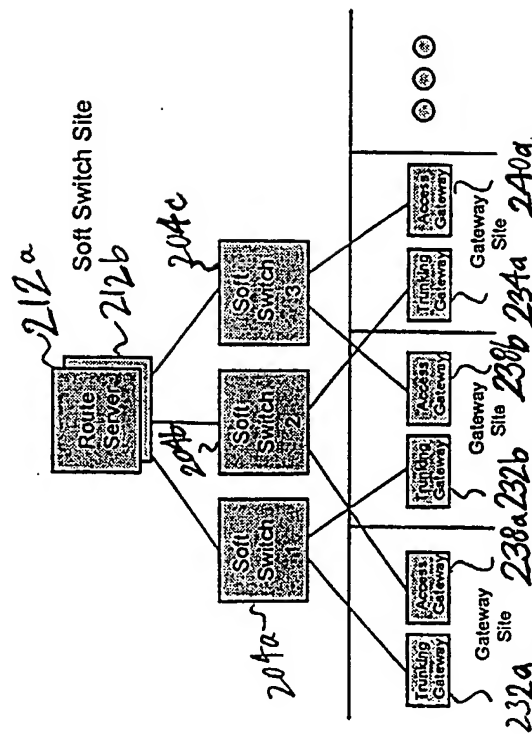 212a
Soft Switch Site
Route
Server
212b
204c
204b
204a
Soft
Switch
1
Soft
Switch
2
Soft
Switch
3
Trunking
Gateway
Access
Gateway
Trunking
Gateway
Access
Gateway
Trunking
Gateway
Access
Gateway
Gateway
Site
Gateway
Site
Gateway
Site
232a
238a
232b
238b
234a
240a